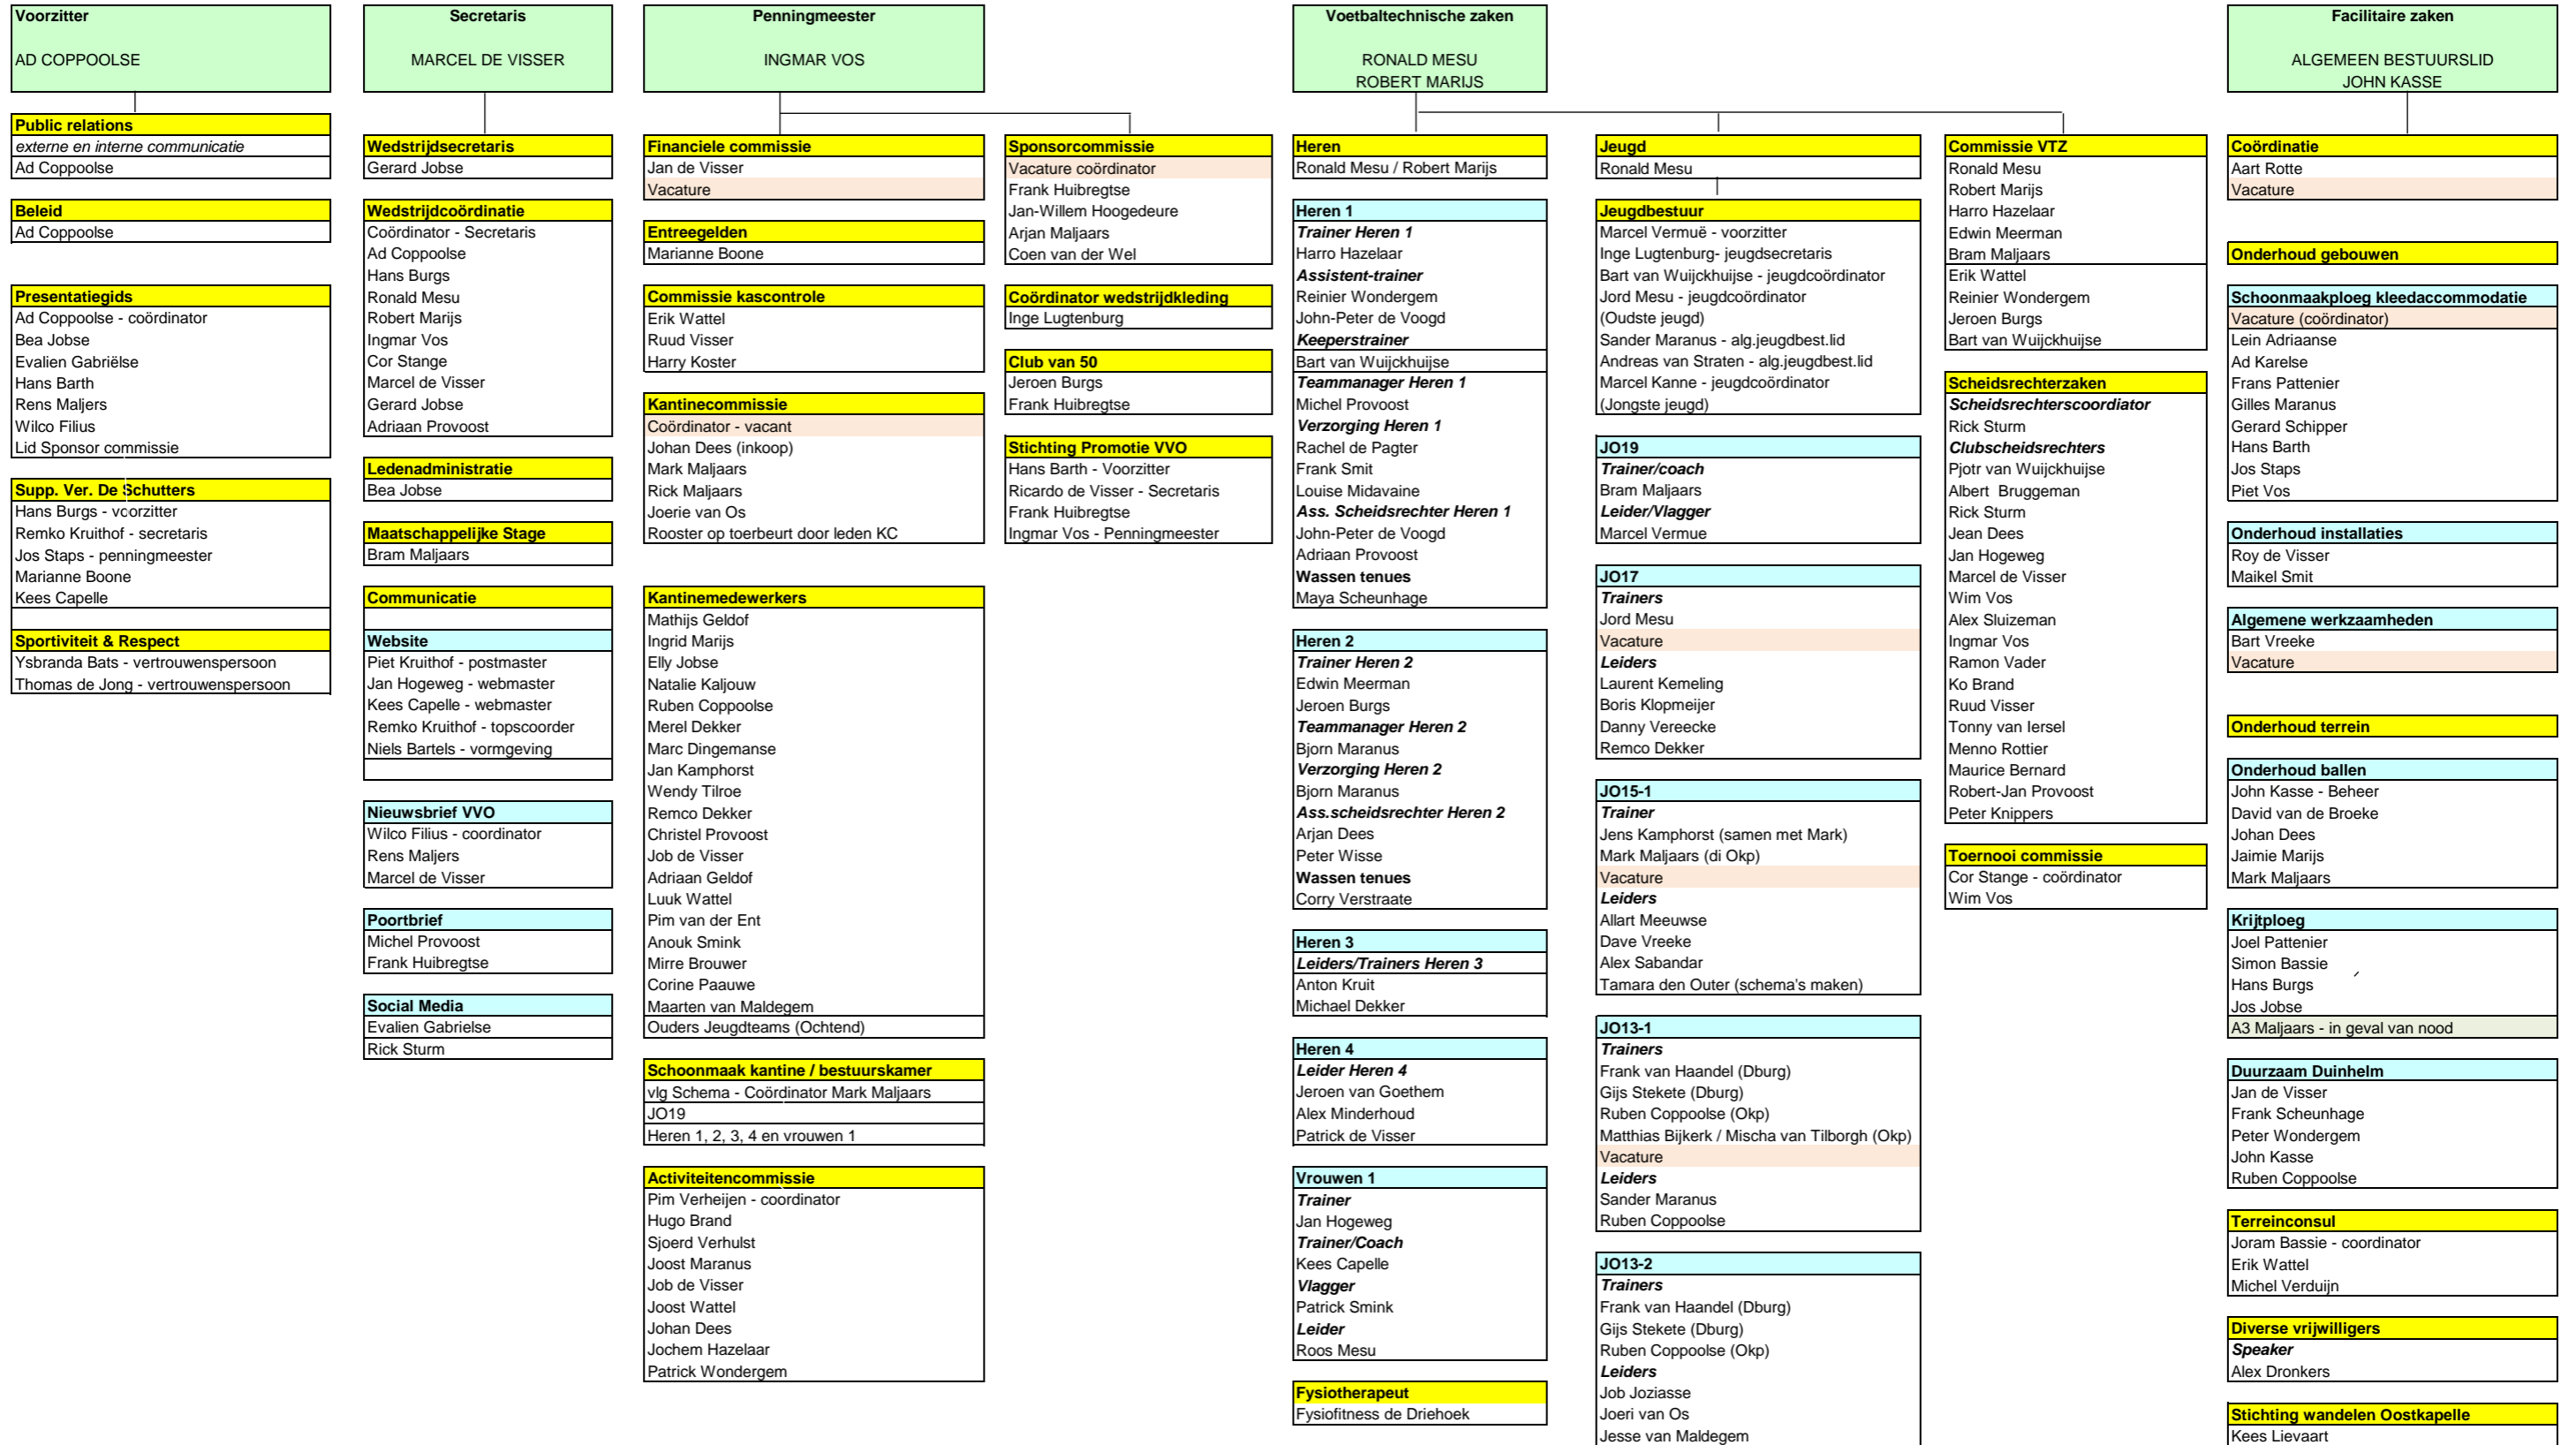 Voorzitter
AD COPPOOLSE
Public relations
externe en interne communicatie
Ad Coppoolse
Beleid
Ad Coppoolse
Presentatiegids
Ad Coppoolse - coördinator
Bea Jobse
Evalien Gabriëlse
Hans Barth
Rens Maljers
Wilco Filius
Lid Sponsor commissie
Supp. Ver. De Schutters
Hans Burgs - voorzitter
Remko Kruithof - secretaris
Jos Staps - penningmeester
Marianne Boone
Kees Capelle
Sportiviteit & Respect
Ysbranda Bats - vertrouwenspersoon
Thomas de Jong - vertrouwenspersoon
Secretaris
MARCEL DE VISSER
Wedstrijdsecretaris
Gerard Jobse
Wedstrijdcoördinatie
Coördinator - Secretaris
Ad Coppoolse
Hans Burgs
Ronald Mesu
Robert Marijs
Ingmar Vos
Cor Stange
Marcel de Visser
Gerard Jobse
Adriaan Provoost
Ledenadministratie
Bea Jobse
Maatschappelijke Stage
Bram Maljaars
Communicatie
Website
Piet Kruithof - postmaster
Jan Hogeweg - webmaster
Kees Capelle - webmaster
Remko Kruithof - topscoorder
Niels Bartels - vormgeving
Nieuwsbrief VVO
Wilco Filius - coordinator
Rens Maljers
Marcel de Visser
Poortbrief
Michel Provoost
Frank Huibregtse
Social Media
Evalien Gabrielse
Rick Sturm
Penningmeester
INGMAR VOS
Financiele commissie
Jan de Visser
Vacature
Entreegelden
Marianne Boone
Commissie kascontrole
Erik Wattel
Ruud Visser
Harry Koster
Kantinecommissie
Coördinator - vacant
Johan Dees (inkoop)
Mark Maljaars
Rick Maljaars
Joerie van Os
Rooster op toerbeurt door leden KC
Kantinemedewerkers
Mathijs Geldof
Ingrid Marijs
Elly Jobse
Natalie Kaljouw
Ruben Coppoolse
Merel Dekker
Marc Dingemanse
Jan Kamphorst
Wendy Tilroe
Remco Dekker
Christel Provoost
Job de Visser
Adriaan Geldof
Luuk Wattel
Pim van der Ent
Anouk Smink
Mirre Brouwer
Corine Paauwe
Maarten van Maldegem
Ouders Jeugdteams (Ochtend)
Schoonmaak kantine / bestuurskamer
vlg Schema - Coördinator Mark Maljaars
JO19
Heren 1, 2, 3, 4 en vrouwen 1
Activiteitencommissie
Pim Verheijen - coordinator
Hugo Brand
Sjoerd Verhulst
Joost Maranus
Job de Visser
Joost Wattel
Johan Dees
Jochem Hazelaar
Patrick Wondergem
Sponsorcommissie
Vacature coördinator
Frank Huibregtse
Jan-Willem Hoogedeure
Arjan Maljaars
Coen van der Wel
Coördinator wedstrijdkleding
Inge Lugtenburg
Club van 50
Jeroen Burgs
Frank Huibregtse
Stichting Promotie VVO
Hans Barth - Voorzitter
Ricardo de Visser - Secretaris
Frank Huibregtse
Ingmar Vos - Penningmeester
Voetbaltechnische zaken
RONALD MESU
ROBERT MARIJS
Heren
Ronald Mesu / Robert Marijs
Heren 1
Trainer Heren 1
Harro Hazelaar
Assistent-trainer
Reinier Wondergem
John-Peter de Voogd
Keeperstrainer
Bart van Wuijckhuijse
Teammanager Heren 1
Michel Provoost
Verzorging Heren 1
Rachel de Pagter
Frank Smit
Louise Midavaine
Ass. Scheidsrechter Heren 1
John-Peter de Voogd
Adriaan Provoost
Wassen tenues
Maya Scheunhage
Heren 2
Trainer Heren 2
Edwin Meerman
Jeroen Burgs
Teammanager Heren 2
Bjorn Maranus
Verzorging Heren 2
Bjorn Maranus
Ass.scheidsrechter Heren 2
Arjan Dees
Peter Wisse
Wassen tenues
Corry Verstraate
Heren 3
Leiders/Trainers Heren 3
Anton Kruit
Michael Dekker
Heren 4
Leider Heren 4
Jeroen van Goethem
Alex Minderhoud
Patrick de Visser
Vrouwen 1
Trainer
Jan Hogeweg
Trainer/Coach
Kees Capelle
Vlagger
Patrick Smink
Leider
Roos Mesu
Fysiotherapeut
Fysiofitness de Driehoek
Jeugd
Ronald Mesu
Jeugdbestuur
Marcel Vermuë - voorzitter
Inge Lugtenburg- jeugdsecretaris
Bart van Wuijckhuijse - jeugdcoördinator
Jord Mesu - jeugdcoördinator
(Oudste jeugd)
Sander Maranus - alg.jeugdbest.lid
Andreas van Straten - alg.jeugdbest.lid
Marcel Kanne - jeugdcoördinator
(Jongste jeugd)
JO19
Trainer/coach
Bram Maljaars
Leider/Vlagger
Marcel Vermue
JO17
Trainers
Jord Mesu
Vacature
Leiders
Laurent Kemeling
Boris Klopmeijer
Danny Vereecke
Remco Dekker
JO15-1
Trainer
Jens Kamphorst (samen met Mark)
Mark Maljaars (di Okp)
Vacature
Leiders
Allart Meeuwse
Dave Vreeke
Alex Sabandar
Tamara den Outer (schema's maken)
JO13-1
Trainers
Frank van Haandel (Dburg)
Gijs Stekete (Dburg)
Ruben Coppoolse (Okp)
Matthias Bijkerk / Mischa van Tilborgh (Okp)
Vacature
Leiders
Sander Maranus
Ruben Coppoolse
JO13-2
Trainers
Frank van Haandel (Dburg)
Gijs Stekete (Dburg)
Ruben Coppoolse (Okp)
Leiders
Job Joziasse
Joeri van Os
Jesse van Maldegem
Commissie VTZ
Ronald Mesu
Robert Marijs
Harro Hazelaar
Edwin Meerman
Bram Maljaars
Erik Wattel
Reinier Wondergem
Jeroen Burgs
Bart van Wuijckhuijse
Scheidsrechterzaken
Scheidsrechterscoordiator
Rick Sturm
Clubscheidsrechters
Pjotr van Wuijckhuijse
Albert Bruggeman
Rick Sturm
Jean Dees
Jan Hogeweg
Marcel de Visser
Wim Vos
Alex Sluizeman
Ingmar Vos
Ramon Vader
Ko Brand
Ruud Visser
Tonny van Iersel
Menno Rottier
Maurice Bernard
Robert-Jan Provoost
Peter Knippers
Toernooi commissie
Cor Stange - coördinator
Wim Vos
Facilitaire zaken
ALGEMEEN BESTUURSLID
JOHN KASSE
Coördinatie
Aart Rotte
Vacature
Onderhoud gebouwen
Schoonmaakploeg kleedaccommodatie
Vacature (coördinator)
Lein Adriaanse
Ad Karelse
Frans Pattenier
Gilles Maranus
Gerard Schipper
Hans Barth
Jos Staps
Piet Vos
Onderhoud installaties
Roy de Visser
Maikel Smit
Algemene werkzaamheden
Bart Vreeke
Vacature
Onderhoud terrein
Onderhoud ballen
John Kasse - Beheer
David van de Broeke
Johan Dees
Jaimie Marijs
Mark Maljaars
Krijtploeg
Joel Pattenier
Simon Bassie
Hans Burgs
Jos Jobse
A3 Maljaars - in geval van nood
Duurzaam Duinhelm
Jan de Visser
Frank Scheunhage
Peter Wondergem
John Kasse
Ruben Coppoolse
Terreinconsul
Joram Bassie - coordinator
Erik Wattel
Michel Verduijn
Diverse vrijwilligers
Speaker
Alex Dronkers
Stichting wandelen Oostkapelle
Kees Lievaart